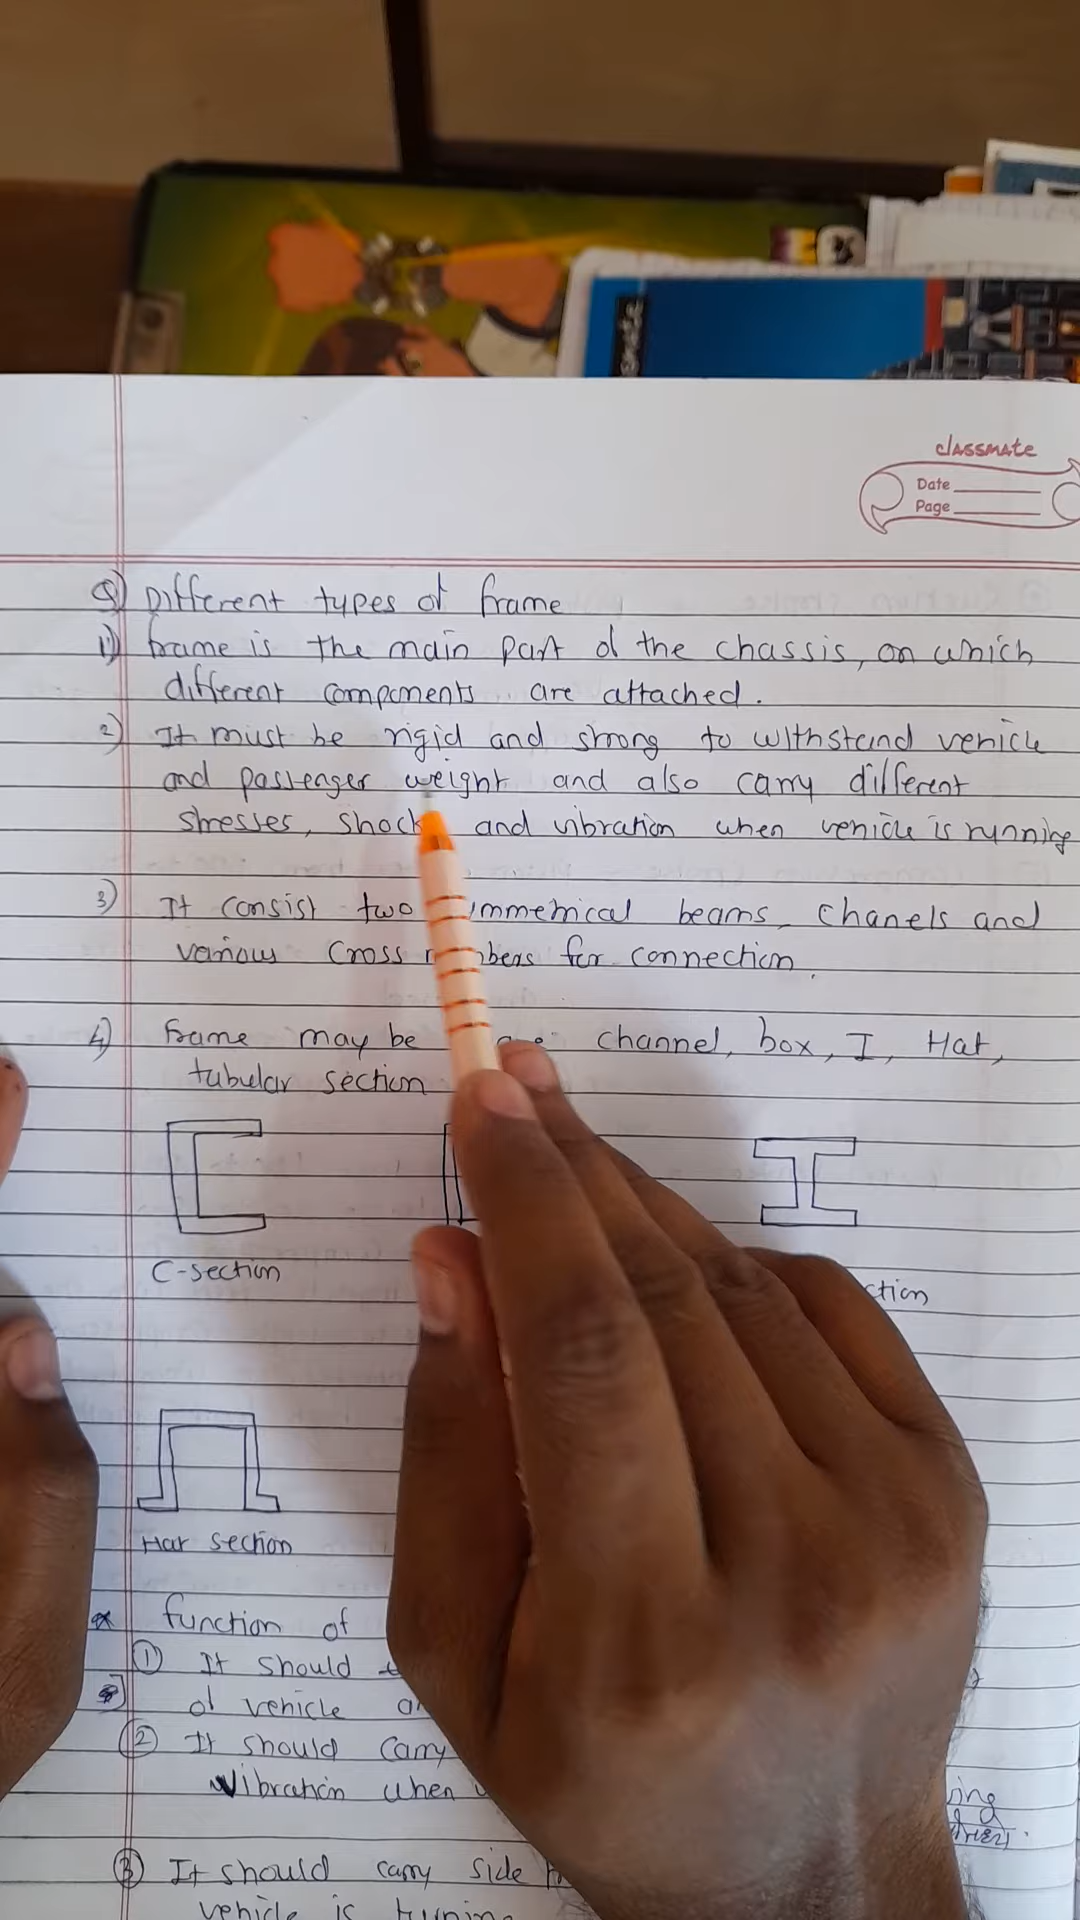 classmate
Date
Page
Q) Different types of frame
1) frame is the main part of the chassis, on which
different components are attached.
2) It must be rigid and strong to withstand vehicle
and passenger weight and also carry different
stresses, shock and vibration when vehicle is running
3) It consist two mmetrical beams, chanels and
various cross mbers for connection.
4) Frame may be channel, box, I, Hat,
tubular section
C-section
ction
Hat section
* function of
① It should
of vehicle
② It should carry
vibration when
ing
③ It should carry side
vehicle is